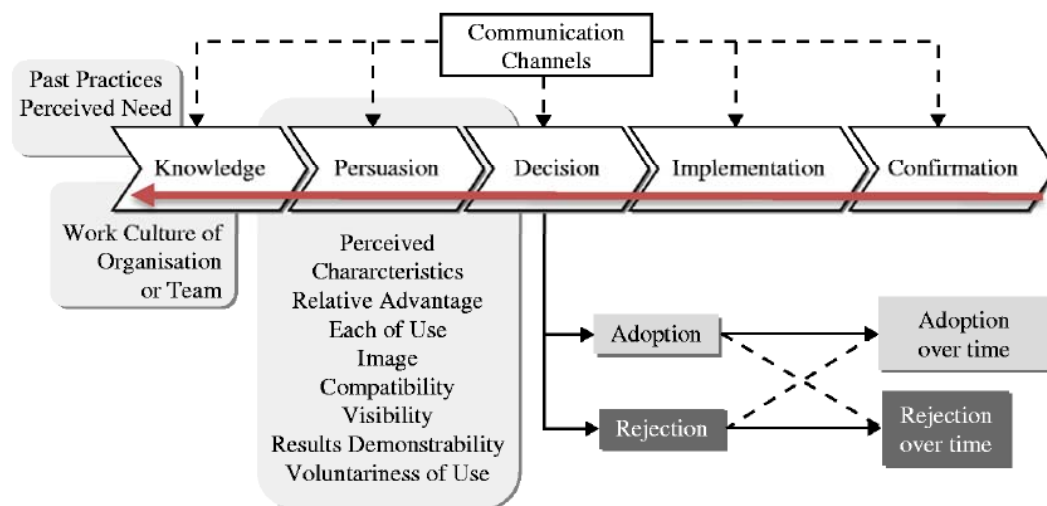 Communication
Channels
Past Practices
Perceived Need
Knowledge
Persuasion
Decision
Implementation
Confirmation
Work Culture of
Organisation
or Team
Perceived
Chararcteristics
Relative Advantage
Each of Use
Image
Compatibility
Visibility
Results Demonstrability
Voluntariness of Use
Adoption
Adoption
over time
Rejection
Rejection
over time